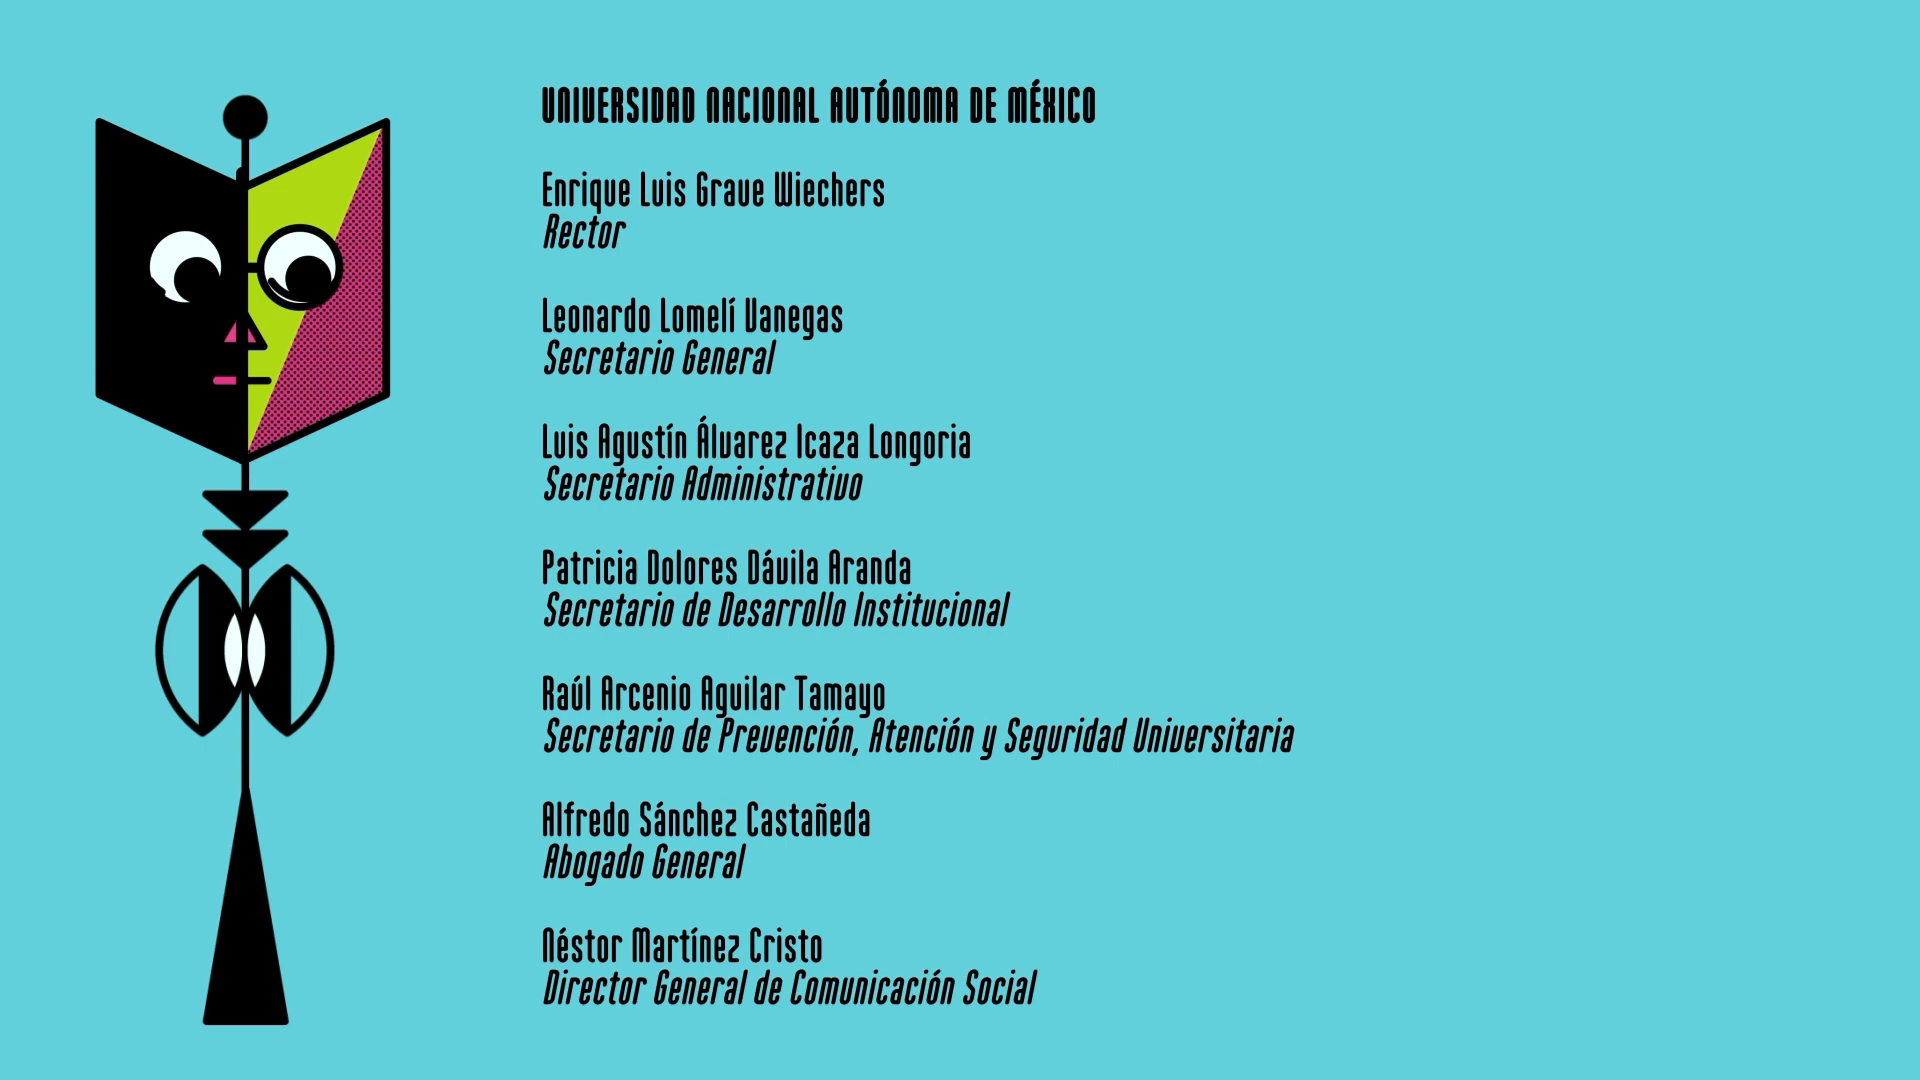 UNIVERSIDAD NACIONAL AUTÓNOMA DE MÉXICO
Enrique Luis Graue Wiechers
Rector
Leonardo Lomelí Vanegas
Secretario General
Luis Agustín Álvarez Icaza Longoria
Secretario Administrativo
Patricia Dolores Dávila Aranda
Secretario de Desarrollo Institucional
Raúl Arcenio Aguilar Tamayo
Secretario de Prevención, Atención y Seguridad Universitaria
Alfredo Sánchez Castañeda
Abogado General
Néstor Martínez Cristo
Director General de Comunicación Social